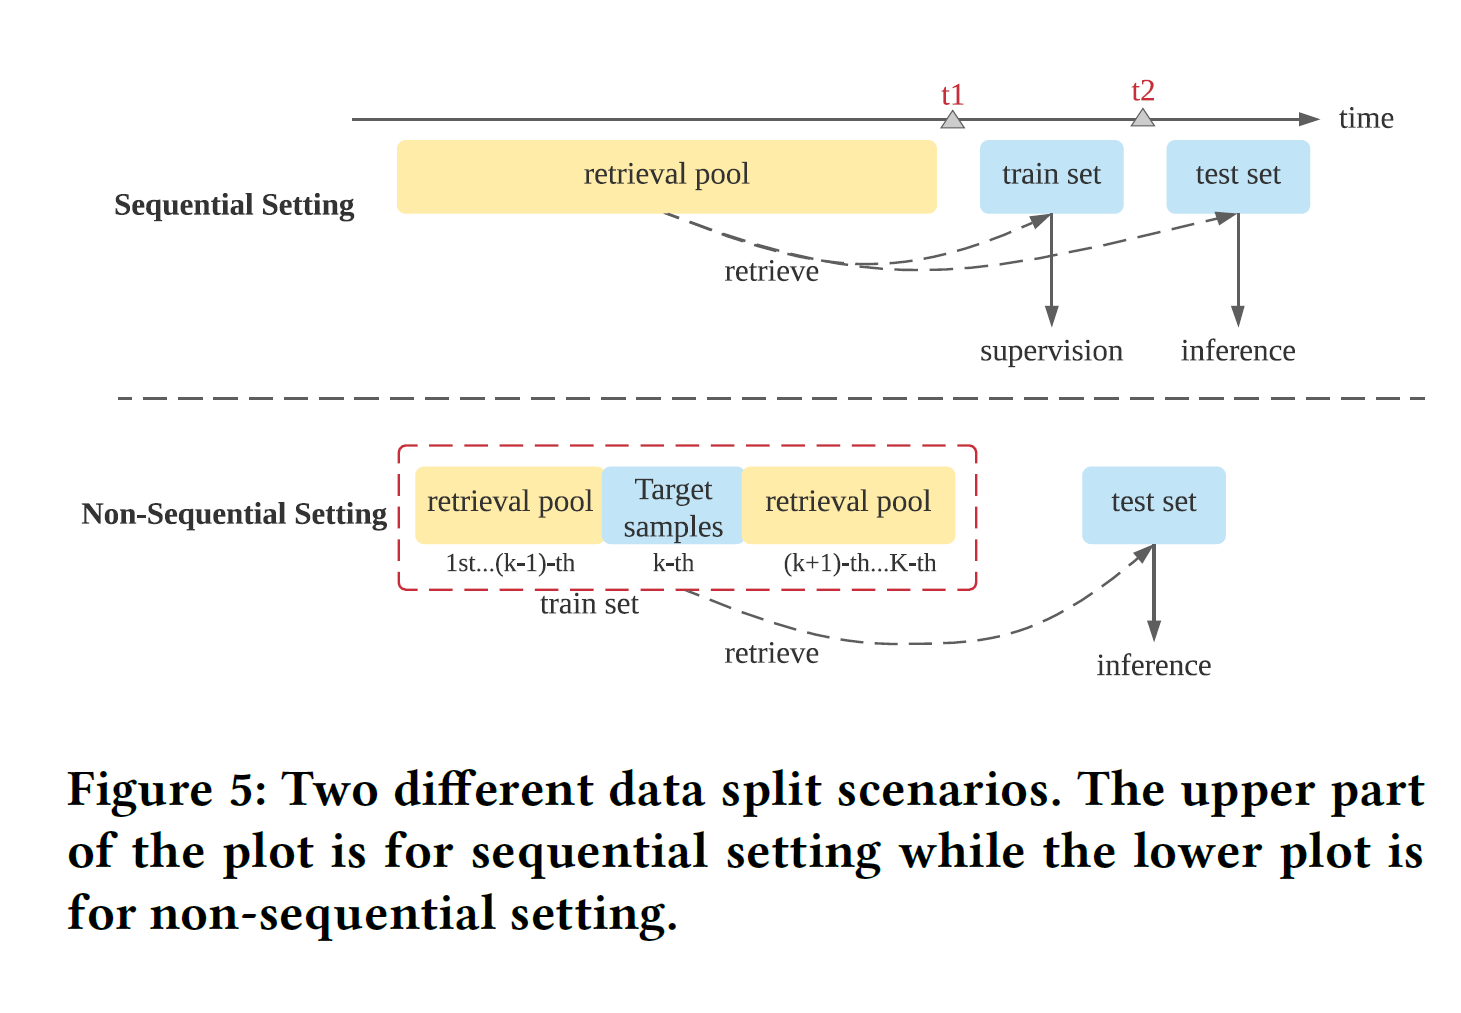 t1
t2
time
retrieval pool
train set
test set
Sequential Setting
retrieve
supervision
inference
Non-Sequential Setting
retrieval pool
Target
samples
retrieval pool
test set
1st...(k-1)-th
k-th
(k+1)-th...K-th
train set
retrieve
inference
Figure 5: Two different data split scenarios. The upper part
of the plot is for sequential setting while the lower plot is
for non-sequential setting.